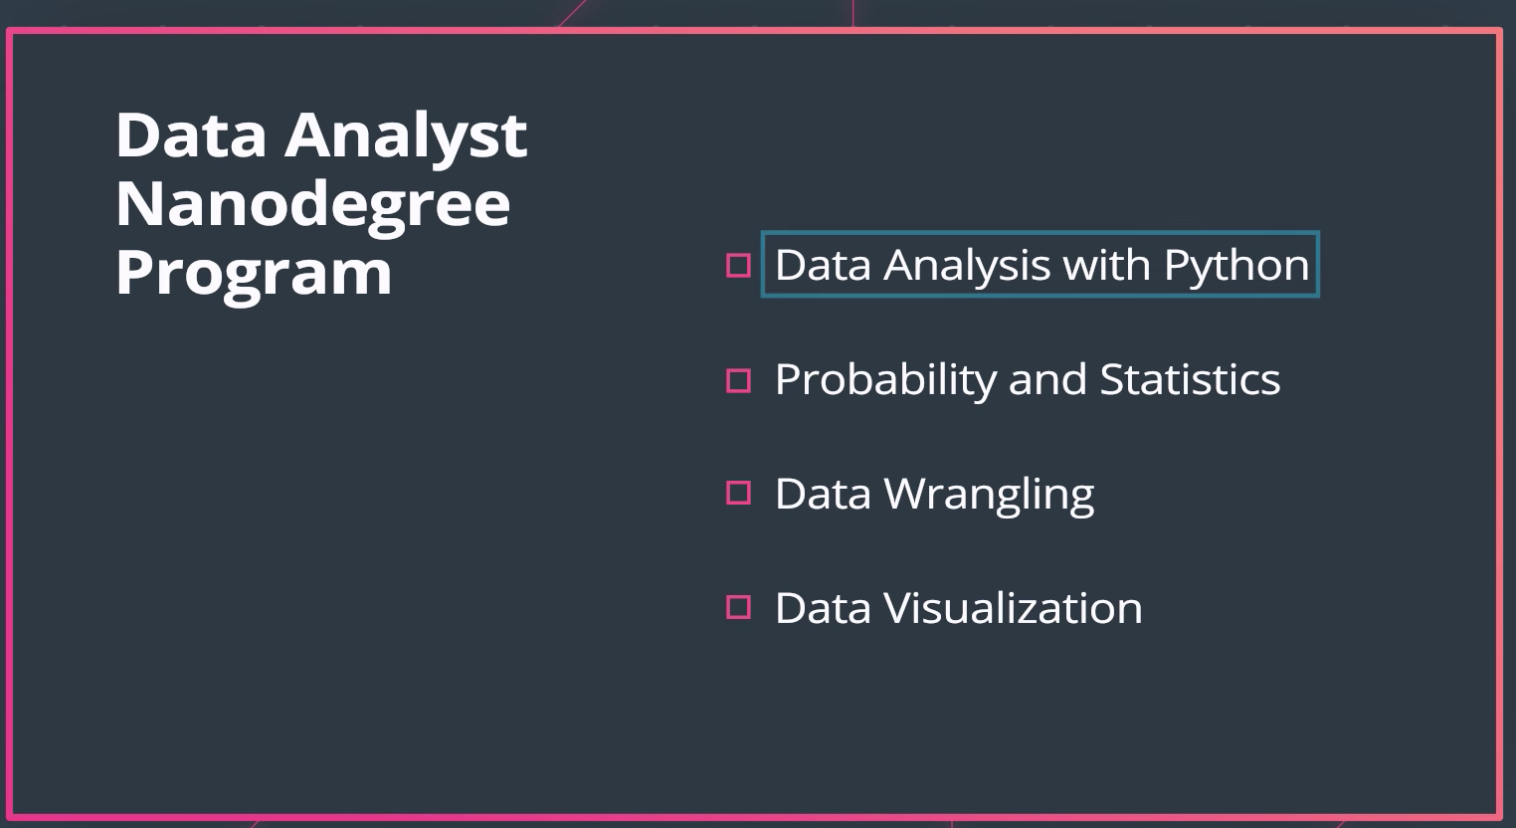 Data Analyst
Nanodegree
Program
Data Analysis with Python
Probability and Statistics
Data Wrangling
Data Visualization